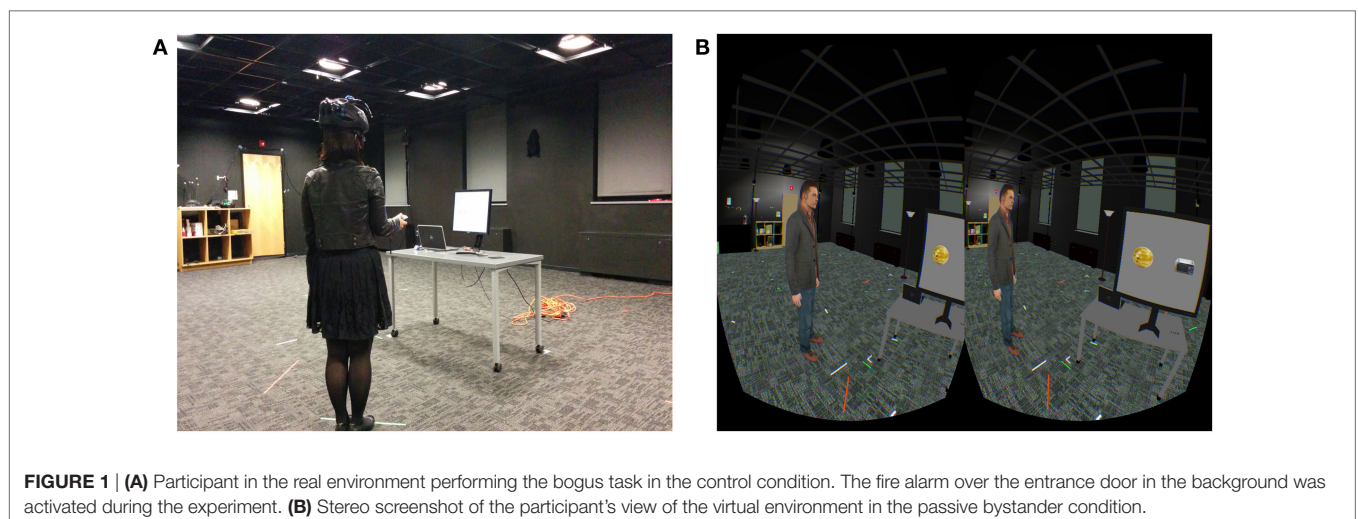 A
B
FIGURE 1 | (A) Participant in the real environment performing the bogus task in the control condition. The fire alarm over the entrance door in the background was
activated during the experiment. (B) Stereo screenshot of the participant's view of the virtual environment in the passive bystander condition.